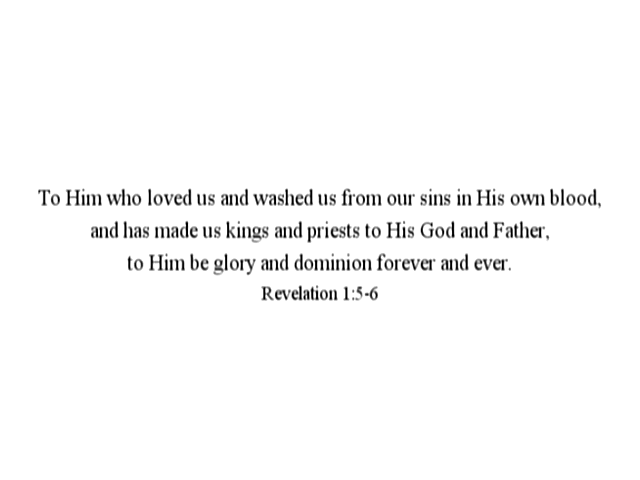 To Him who loved us and washed us from our sins in His own blood,
and has made us kings and priests to His God and Father,
to Him be glory and dominion forever and ever.
Revelation 1:5-6